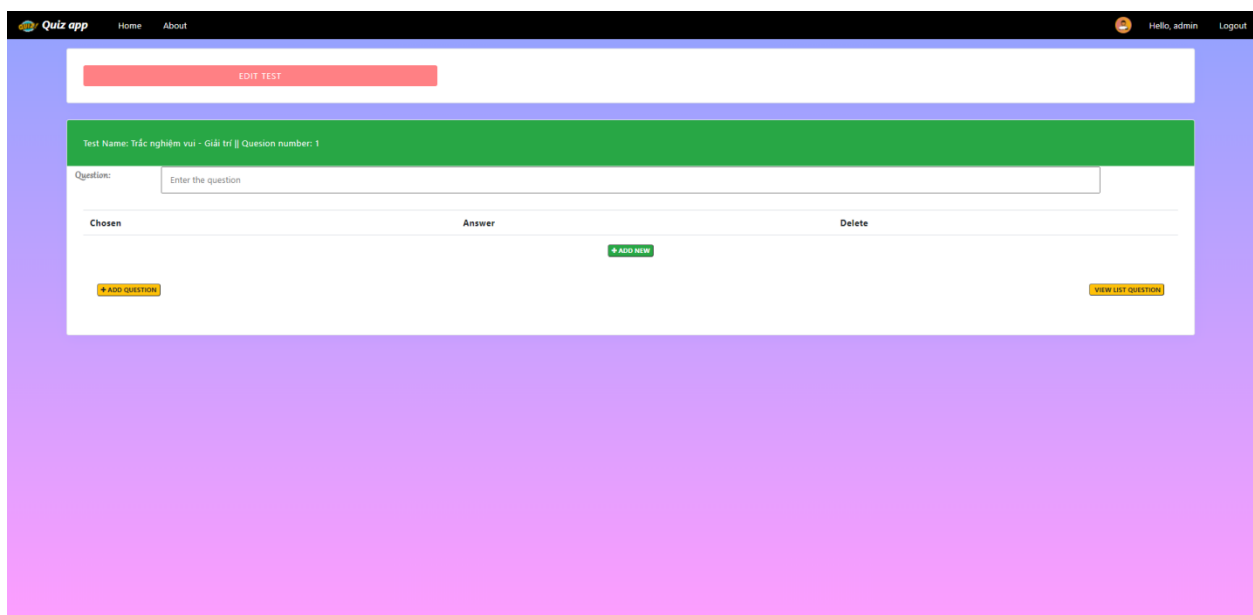 Quiz app Home About Hello, admin Logout
EDIT TEST
Test Name: Trắc nghiệm vui - Giải trí || Quesion number: 1
Question: Enter the question
Chosen Answer Delete
+ ADD NEW
+ ADD QUESTION VIEW LIST QUESTION